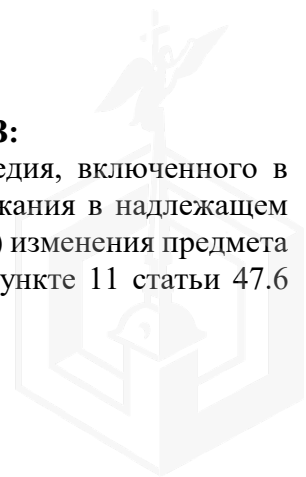 В:
едия, включенного в
кания в надлежащем
) изменения предмета
ункте 11 статьи 47.6